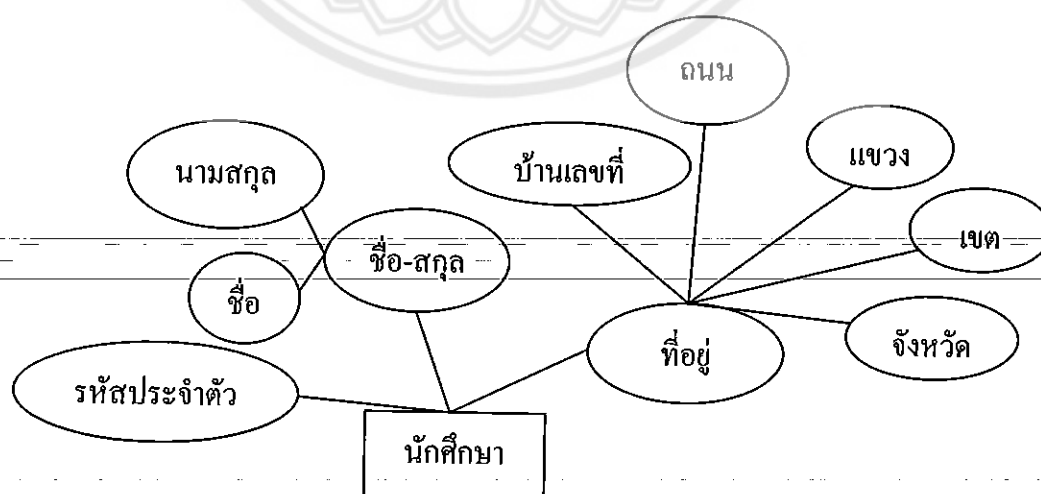 ถนน
นามสกุล
บ้านเลขที่
แขวง
เขต
ชื่อ-สกุล
ชื่อ
ที่อยู่
จังหวัด
รหัสประจำตัว
นักศึกษา